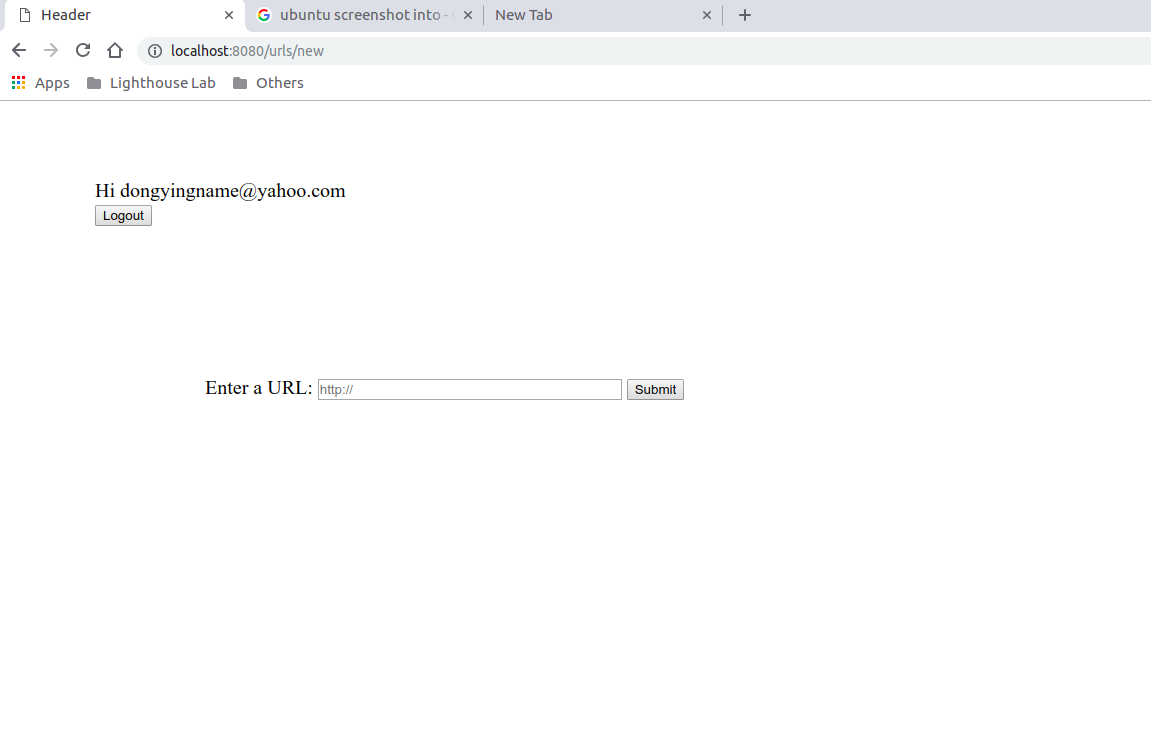 Header ubuntu screenshot into - New Tab
localhost:8080/urls/new
Apps Lighthouse Lab Others
Hi dongyingname@yahoo.com
Logout
Enter a URL: http:// Submit